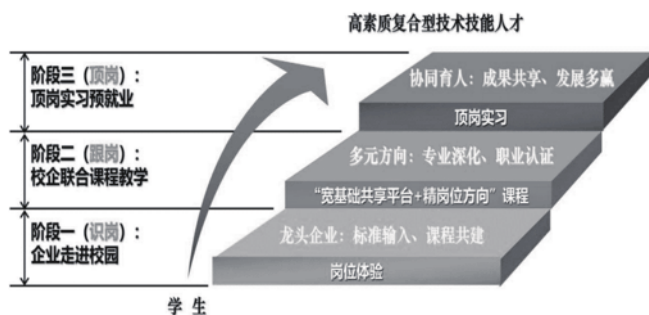 高素质复合型技术技能人才
阶段三（顶岗）：
顶岗实习预就业
协同育人：成果共享、发展多赢
顶岗实习
阶段二（跟岗）：
校企联合课程教学
多元方向：专业深化、职业认证
“宽基础共享平台+精岗位方向”课程
阶段一（识岗）：
企业走进校园
龙头企业：标准输入、课程共建
岗位体验
学 生